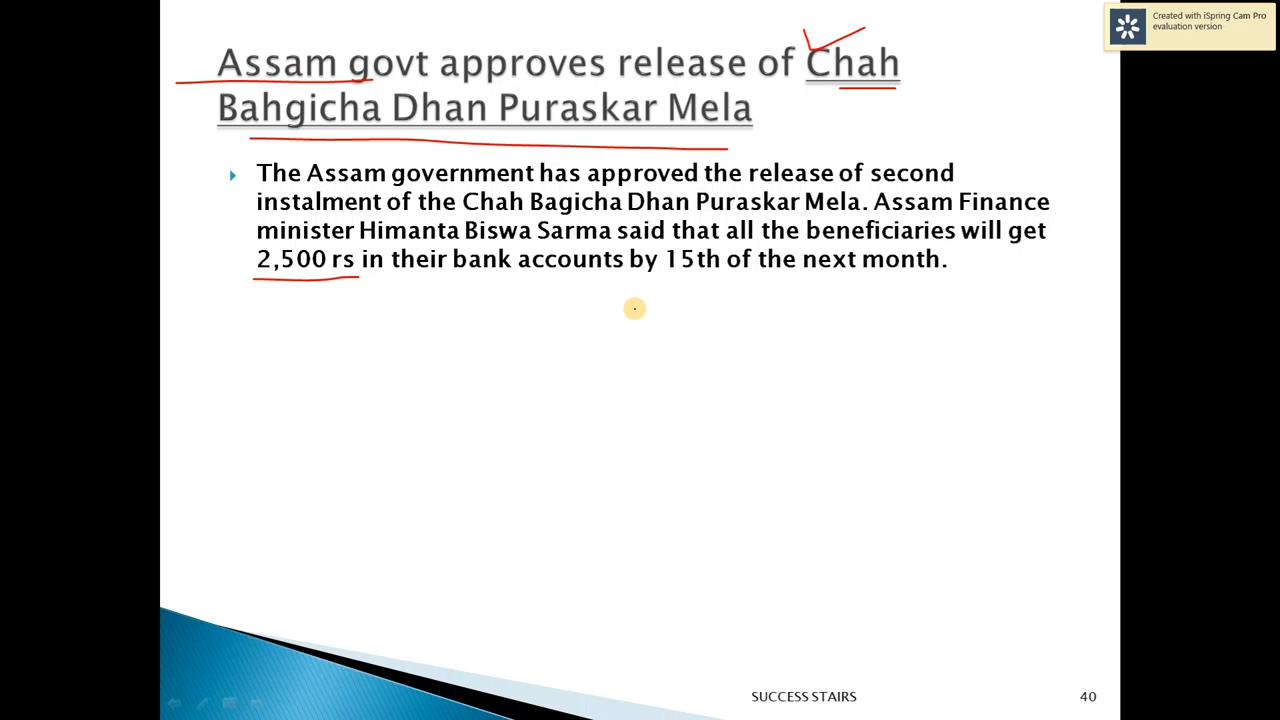 Created with iSpring Cam Pro
evaluation version
Assam govt approves release of Chah
Bahgicha Dhan Puraskar Mela
The Assam government has approved the release of second
instalment of the Chah Bagicha Dhan Puraskar Mela. Assam Finance
minister Himanta Biswa Sarma said that all the beneficiaries will get
2,500 rs in their bank accounts by 15th of the next month.
SUCCESS STAIRS
40